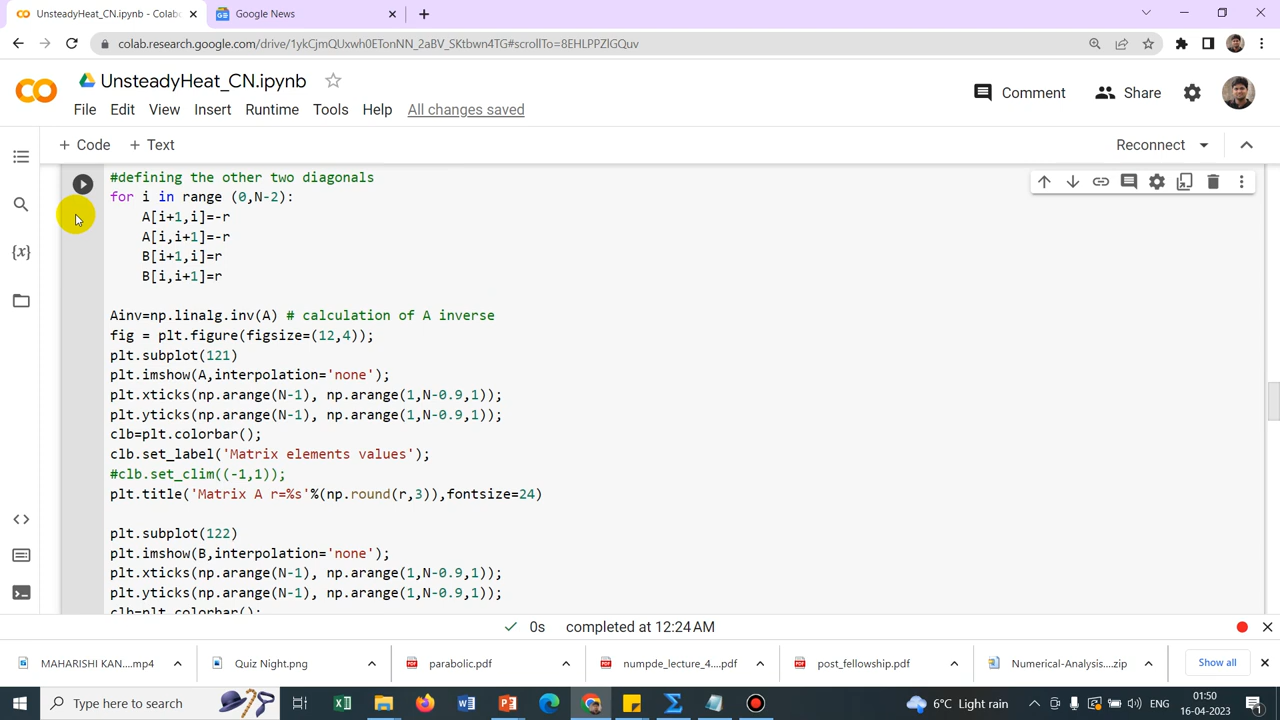 UnsteadyHeat_CN.ipynb - Colab
Google News
colab.research.google.com/drive/1ykCjmQUxwh0ETonNN_2aBV_SKtbwn4TG#scrollTo=8EHLPPZlGQuv
UnsteadyHeat_CN.ipynb
Comment
Share
File Edit View Insert Runtime Tools Help All changes saved
+ Code + Text
Reconnect
#defining the other two diagonals
for i in range (0,N-2):
A[i+1,i]=-r
A[i,i+1]=-r
B[i+1,i]=r
B[i,i+1]=r
Ainv=np.linalg.inv(A) # calculation of A inverse
fig = plt.figure(figsize=(12,4));
plt.subplot(121)
plt.imshow(A,interpolation='none');
plt.xticks(np.arange(N-1), np.arange(1,N-0.9,1));
plt.yticks(np.arange(N-1), np.arange(1,N-0.9,1));
clb=plt.colorbar();
clb.set_label('Matrix elements values');
#clb.set_clim((-1,1));
plt.title('Matrix A r=%s'%(np.round(r,3)),fontsize=24)
plt.subplot(122)
plt.imshow(B,interpolation='none');
plt.xticks(np.arange(N-1), np.arange(1,N-0.9,1));
plt.yticks(np.arange(N-1), np.arange(1,N-0.9,1));
clb=plt.colorbar();
{x}
0s completed at 12:24 AM
MAHARISHI KAN....mp4
Quiz Night.png
parabolic.pdf
numpde_lecture_4....pdf
post_fellowship.pdf
Numerical-Analysis....zip
Show all
Type here to search
6°C Light rain
ENG
01:50
16-04-2023